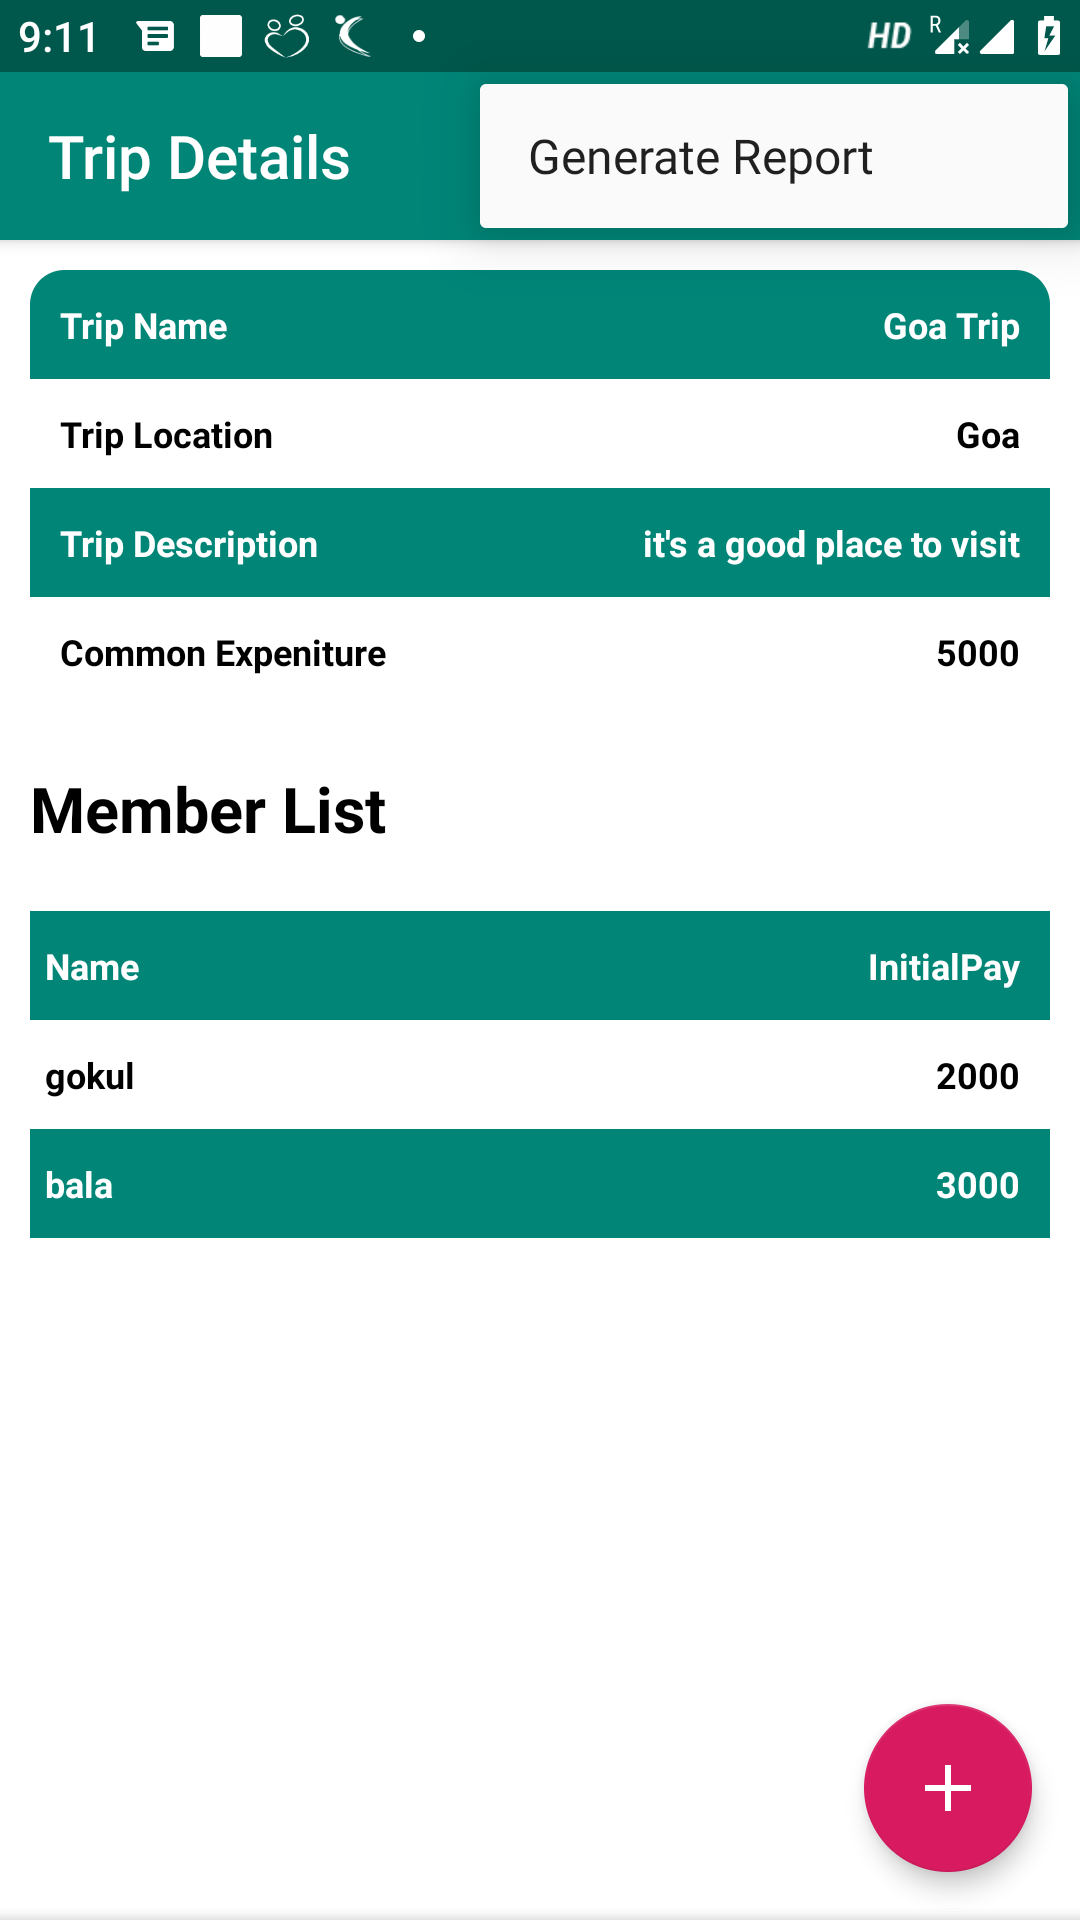 9:11 HD R
Trip Details
Generate Report
Trip Name Goa Trip
Trip Location Goa
Trip Description it's a good place to visit
Common Expeniture 5000
Member List
Name InitialPay
gokul 2000
bala 3000